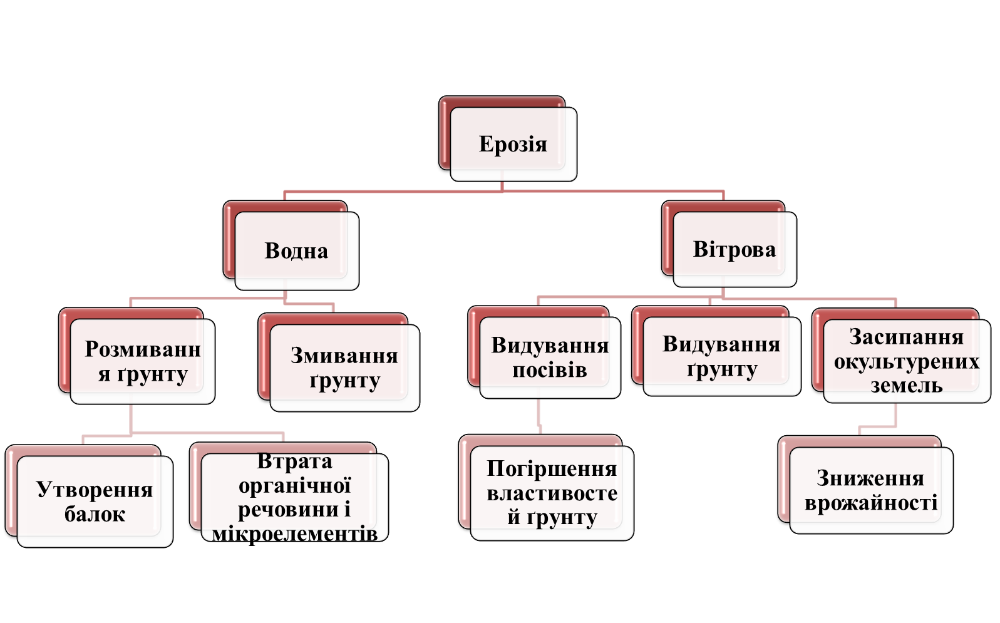 Ерозія
Водна
Вітрова
Розмиванн
я ґрунту
Змивання
ґрунту
Видування
посівів
Видування
ґрунту
Засипання
окультурених
земель
Утворення
балок
Втрата
органічної
речовини і
мікроелементів
Погіршення
властивосте
й ґрунту
Зниження
врожайності